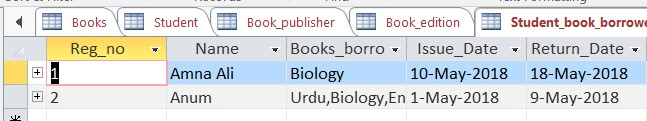 Books Student Book_publisher Book_edition Student_book_borrowe
Reg_no Name Books_borro Issue_Date Return_Date
1 Amna Ali Biology 10-May-2018 18-May-2018
2 Anum Urdu,Biology,En 1-May-2018 9-May-2018